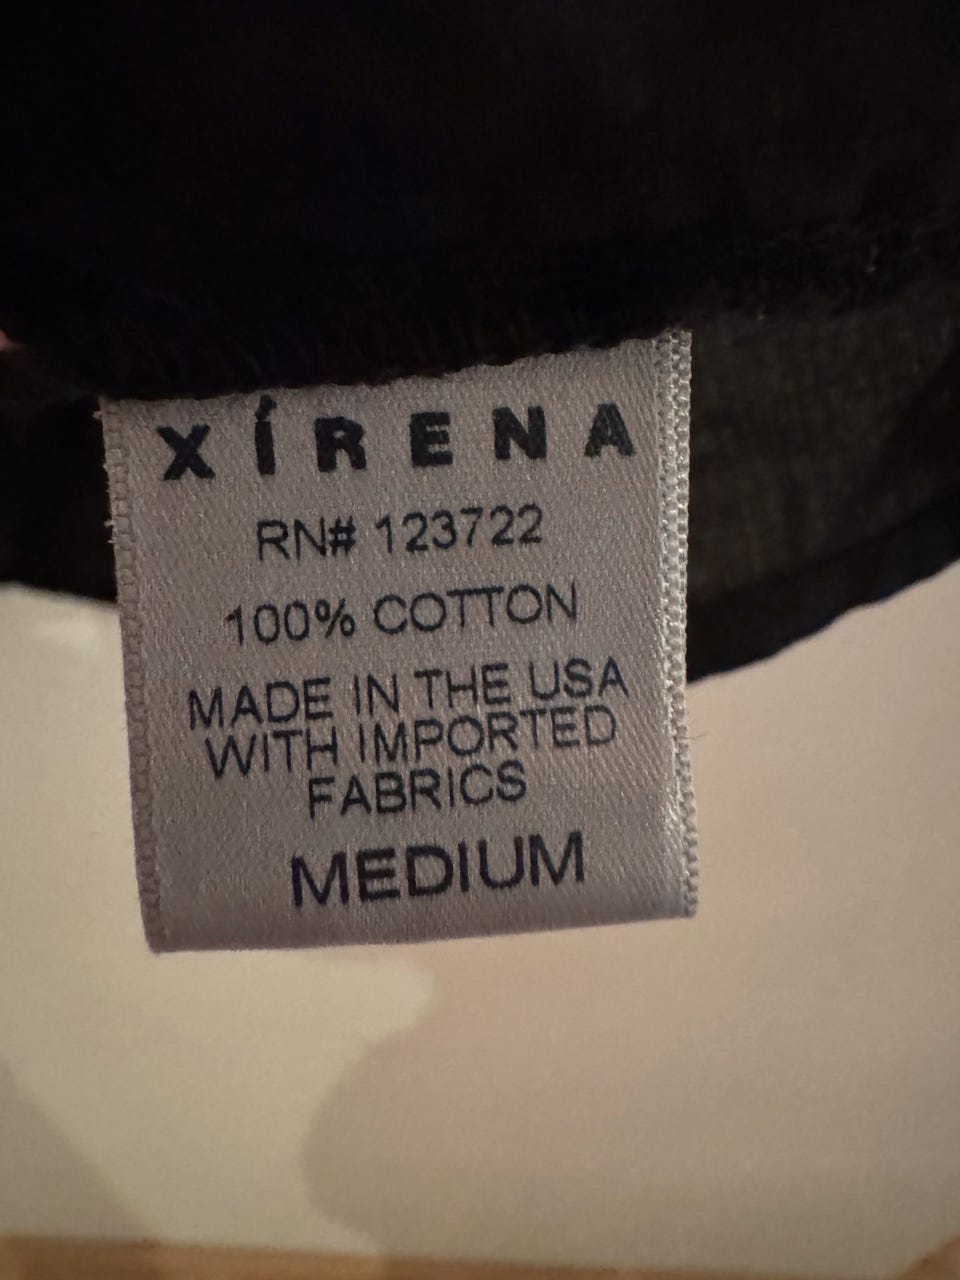 XÍRENA
RN# 123722
100% COTTON
MADE IN THE USA
WITH IMPORTED
FABRICS
MEDIUM